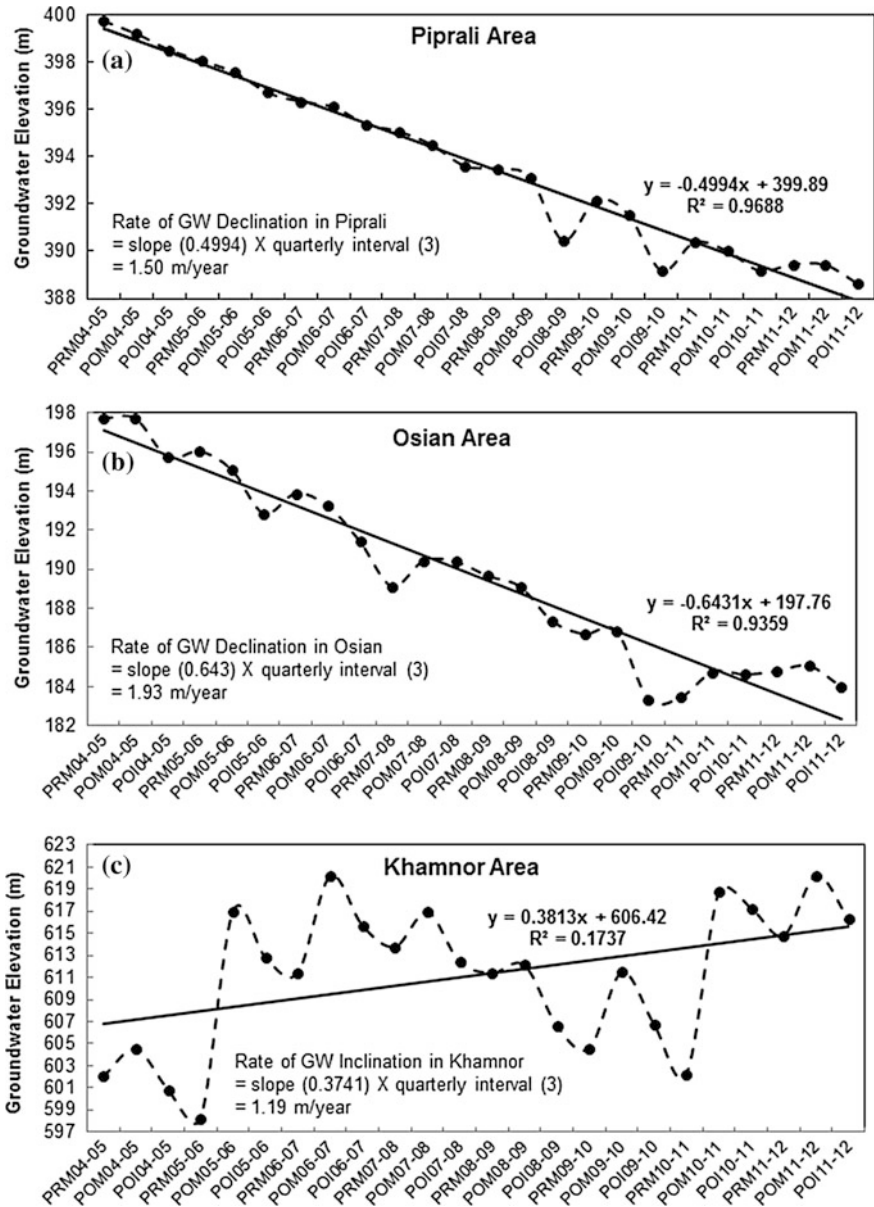 Piprali Area
(a)
Groundwater Elevation (m)
400
398
396
394
392
390
388
y = -0.4994x + 399.89
R² = 0.9688
Rate of GW Declination in Piprali
= slope (0.4994) X quarterly interval (3)
= 1.50 m/year
PRM04-05
POM04-05
POI04-05
PRM05-06
POM05-06
POI05-06
PRM06-07
POM06-07
POI06-07
PRM07-08
POM07-08
POI07-08
PRM08-09
POM08-09
POI08-09
PRM09-10
POM09-10
POI09-10
PRM10-11
POM10-11
POI10-11
PRM11-12
POM11-12
POI11-12
Osian Area
(b)
Groundwater Elevation (m)
198
196
194
192
190
188
186
184
182
y = -0.6431x + 197.76
R² = 0.9359
Rate of GW Declination in Osian
= slope (0.643) X quarterly interval (3)
= 1.93 m/year
PRM04-05
POM04-05
POI04-05
PRM05-06
POM05-06
POI05-06
PRM06-07
POM06-07
POI06-07
PRM07-08
POM07-08
POI07-08
PRM08-09
POM08-09
POI08-09
PRM09-10
POM09-10
POI09-10
PRM10-11
POM10-11
POI10-11
PRM11-12
POM11-12
POI11-12
Khamnor Area
(c)
Groundwater Elevation (m)
623
621
619
617
615
613
611
609
607
605
603
601
599
597
y = 0.3813x + 606.42
R² = 0.1737
Rate of GW Inclination in Khamnor
= slope (0.3741) X quarterly interval (3)
= 1.19 m/year
PRM04-05
POM04-05
POI04-05
PRM05-06
POM05-06
POI05-06
PRM06-07
POM06-07
POI06-07
PRM07-08
POM07-08
POI07-08
PRM08-09
POM08-09
POI08-09
PRM09-10
POM09-10
POI09-10
PRM10-11
POM10-11
POI10-11
PRM11-12
POM11-12
POI11-12